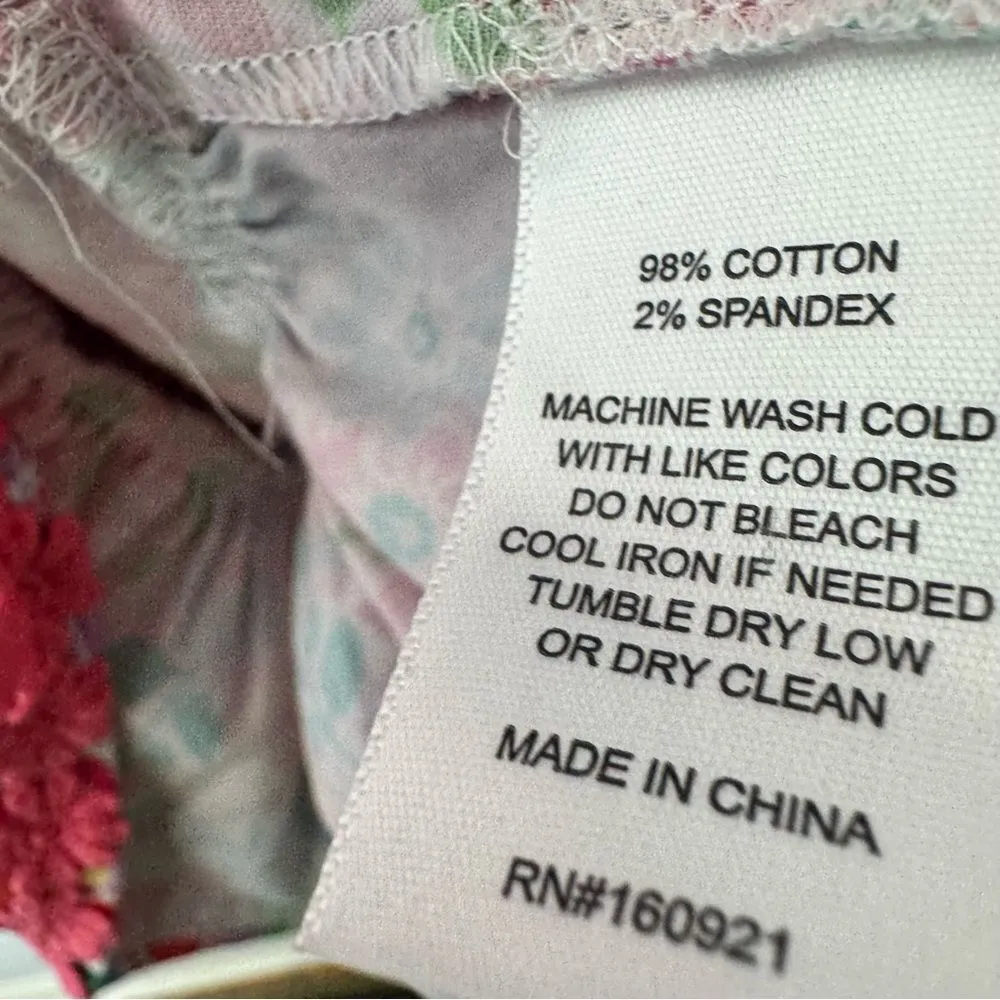 98% COTTON
2% SPANDEX
MACHINE WASH COLD
WITH LIKE COLORS
DO NOT BLEACH
COOL IRON IF NEEDED
TUMBLE DRY LOW
OR DRY CLEAN
MADE IN CHINA
RN#160921